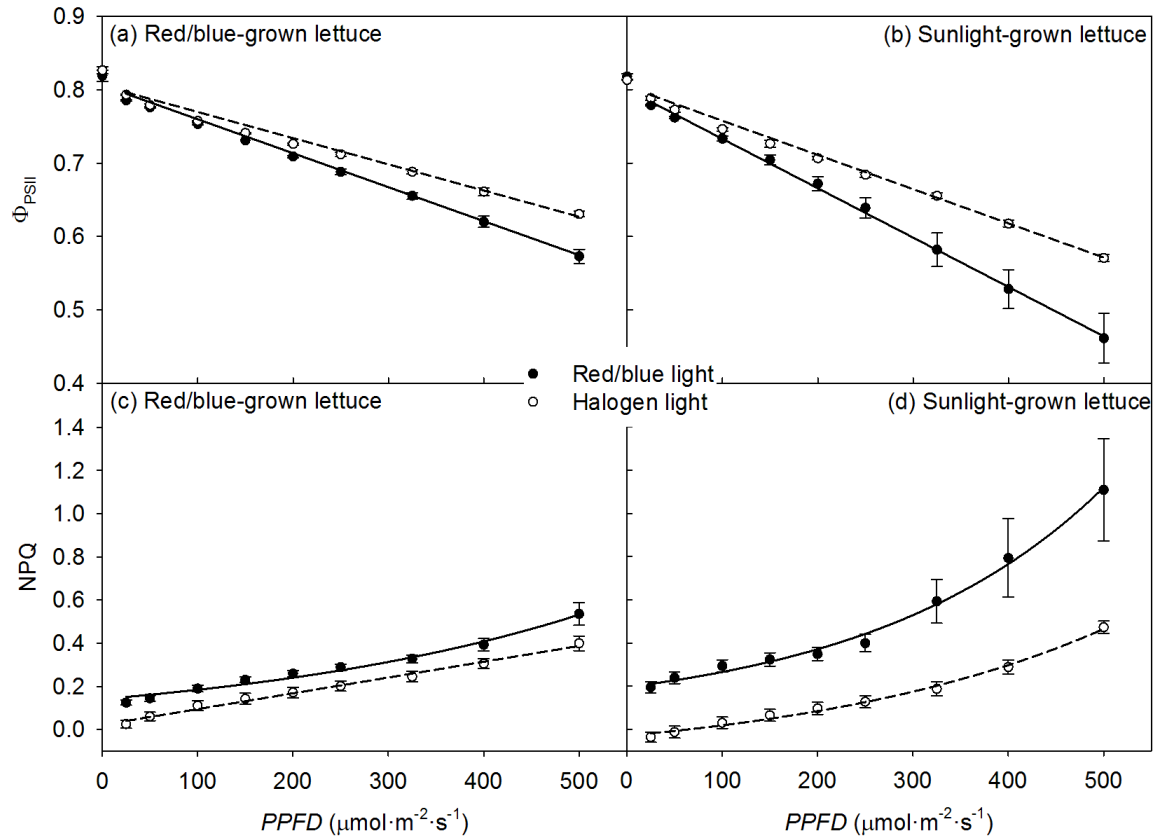 (a) Red/blue-grown lettuce
(b) Sunlight-grown lettuce
0.9
0.8
0.7
0.6
0.5
0.4
Φ_PSII
Red/blue light
Halogen light
(c) Red/blue-grown lettuce
(d) Sunlight-grown lettuce
1.4
1.2
1.0
0.8
0.6
0.4
0.2
0.0
NPQ
0 100 200 300 400 500 0 100 200 300 400 500
PPFD (μmol·m⁻²·s⁻¹) PPFD (μmol·m⁻²·s⁻¹)